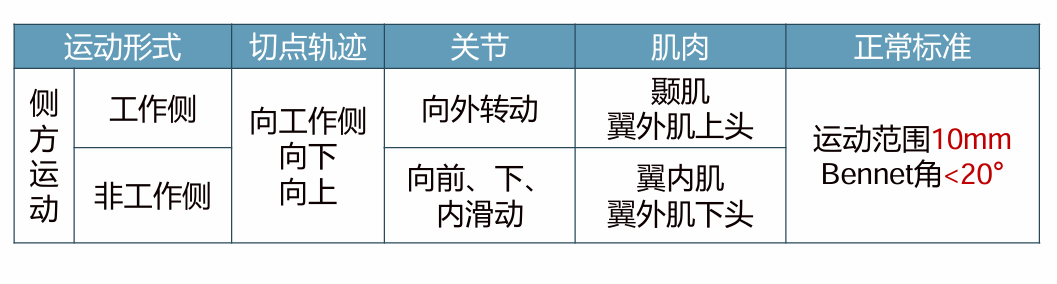 运动形式 切点轨迹 关节 肌肉 正常标准
侧方运动
工作侧
向工作侧
向下
向上
向外转动
颞肌
翼外肌上头
运动范围10mm
Bennet角<20°
非工作侧
向前、下、
内滑动
翼内肌
翼外肌下头